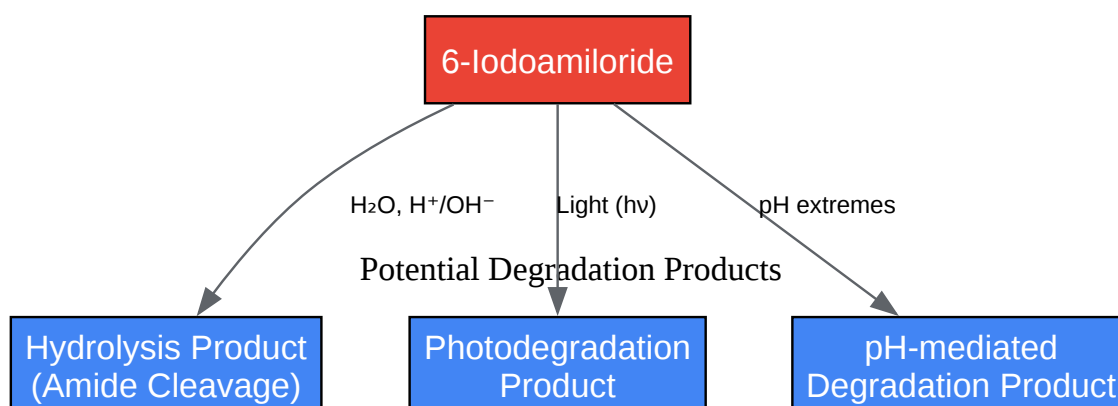 6-Iodoamiloride
H₂O, H⁺/OH⁻
Light (hν)
pH extremes
Potential Degradation Products
Hydrolysis Product
(Amide Cleavage)
Photodegradation
Product
pH-mediated
Degradation Product